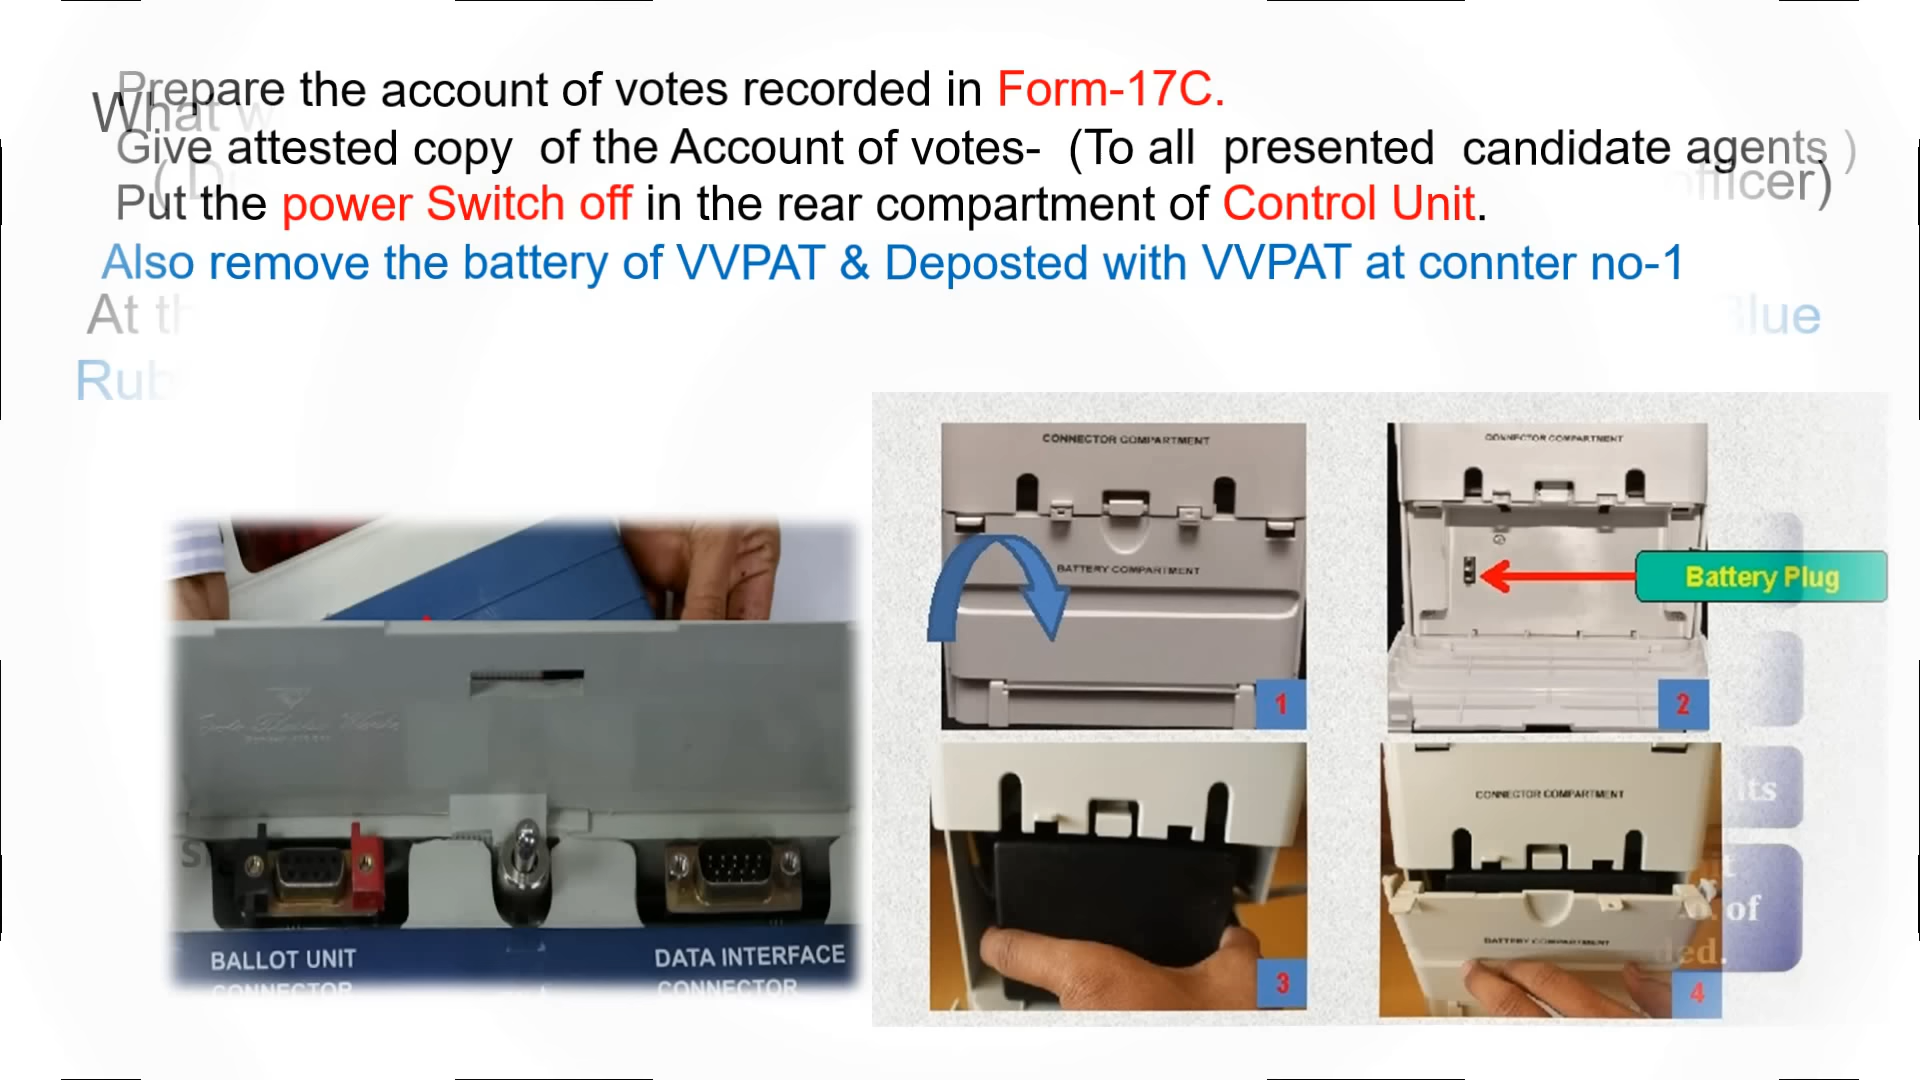 Prepare the account of votes recorded in Form-17C.
What w
Give attested copy of the Account of votes- (To all presented candidate agents )
officer)
Put the power Switch off in the rear compartment of Control Unit.
Also remove the battery of VVPAT & Deposted with VVPAT at connter no-1
At th
Blue
Rub
CONNECTOR COMPARTMENT
BATTERY COMPARTMENT
1
CONNECTOR COMPARTMENT
Battery Plug
2
BALLOT UNIT
CONNECTOR
DATA INTERFACE
CONNECTOR
3
CONNECTOR COMPARTMENT
BATTERY COMPARTMENT
4
its
of
ded.